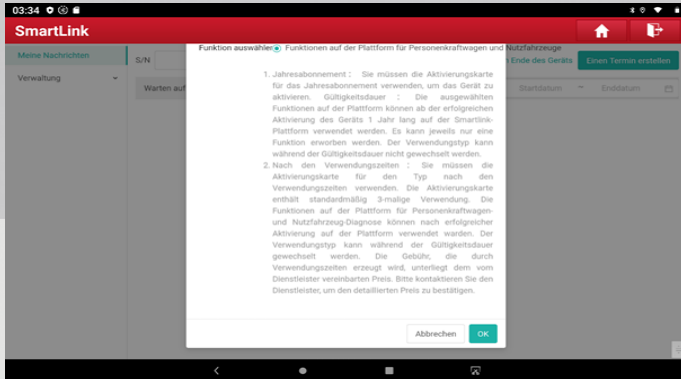 03:34
SmartLink
Meine Nachrichten
Verwaltung
S/N
Funktion auswähler Funktionen auf der Plattform für Personenkraftwagen und Nutzfahrzeuge
Ende des Geräts
Einen Termin erstellen
Warten auf
Startdatum – Enddatum
1. Jahresabonnement : Sie müssen die Aktivierungskarte
für das Jahresabonnement verwenden, um das Gerät zu
aktivieren. Gültigkeitsdauer : Die ausgewählten
Funktionen auf der Plattform können ab der erfolgreichen
Aktivierung des Geräts 1 Jahr lang auf der Smartlink-
Plattform verwendet werden. Es kann jeweils nur eine
Funktion erworben werden. Der Verwendungstyp kann
während der Gültigkeitsdauer nicht gewechselt werden.
2. Nach den Verwendungszeiten : Sie müssen die
Aktivierungskarte für den Typ nach den
Verwendungszeiten verwenden. Die Aktivierungskarte
enthält standardmäßig 3-malige Verwendung. Die
Funktionen auf der Plattform für Personenkraftwagen-
und Nutzfahrzeug-Diagnose können nach erfolgreicher
Aktivierung auf der Plattform verwendet warden. Der
Verwendungstyp kann während der Gültigkeitsdauer
gewechselt werden. Die Gebühr, die durch
Verwendungszeiten erzeugt wird, unterliegt dem vom
Dienstleister vereinbarten Preis. Bitte kontaktieren Sie den
Dienstleister, um den detaillierten Preis zu bestätigen.
Abbrechen
OK